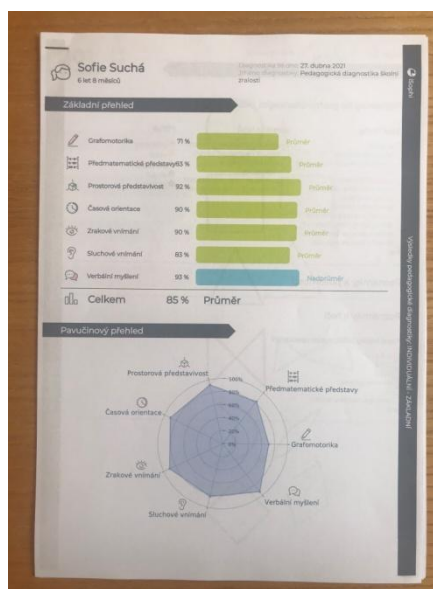 Sofie Suchá
6 let 8 měsíců
Diagnostika ze dne: 27. dubna 2021
Pedagogická diagnostika školní
zralosti
Základní přehled
Grafomotorika 71 % Průměr
Předmatematické představy 83 % Průměr
Prostorová představivost 92 % Průměr
Časová orientace 90 % Průměr
Zrakové vnímání 90 % Průměr
Sluchové vnímání 83 % Průměr
Verbální myšlení 93 % Nadprůměr
Celkem 85 % Průměr
Pavučinový přehled
Prostorová představivost
Předmatematické představy
Časová orientace
Grafomotorika
Zrakové vnímání
Verbální myšlení
Sluchové vnímání
100%
80%
60%
40%
20%
0%
iSophi
Výsledky pedagogické diagnostiky: INDIVIDUÁLNÍ - ZÁKLADNÍ